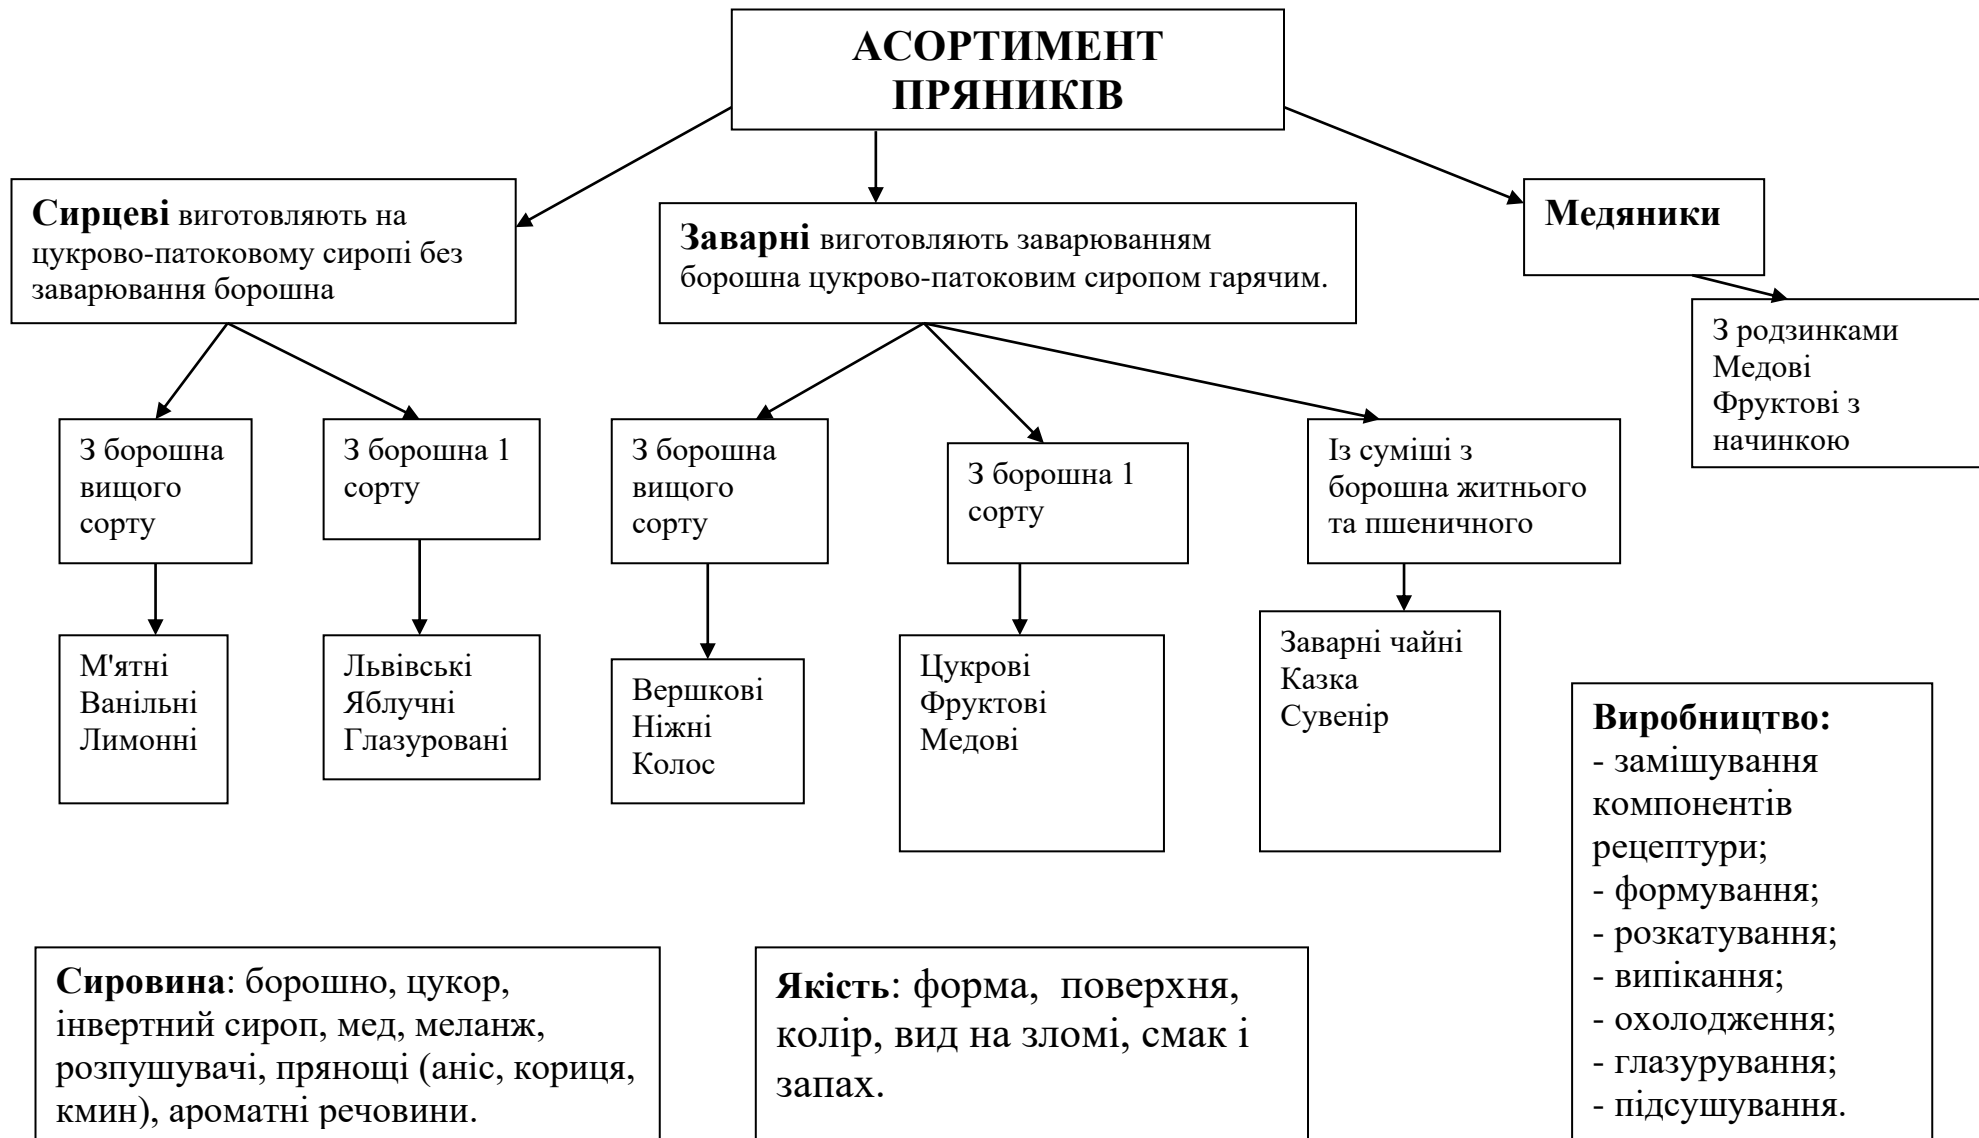 АСОРТИМЕНТ
ПРЯНИКІВ
Сирцеві виготовляють на
цукрово-патоковому сиропі без
заварювання борошна
Заварні виготовляють заварюванням
борошна цукрово-патоковим сиропом гарячим.
Медяники
З родзинками
Медові
Фруктові з
начинкою
З борошна
вищого
сорту
З борошна 1
сорту
З борошна
вищого
сорту
З борошна 1
сорту
Із суміші з
борошна житнього
та пшеничного
М'ятні
Ванільні
Лимонні
Львівські
Яблучні
Глазуровані
Вершкові
Ніжні
Колос
Цукрові
Фруктові
Медові
Заварні чайні
Казка
Сувенір
Виробництво:
- замішування
компонентів
рецептури;
- формування;
- розкатування;
- випікання;
- охолодження;
- глазурування;
- підсушування.
Сировина: борошно, цукор,
інвертний сироп, мед, меланж,
розпушувачі, прянощі (аніс, кориця,
кмин), ароматні речовини.
Якість: форма, поверхня,
колір, вид на зломі, смак і
запах.